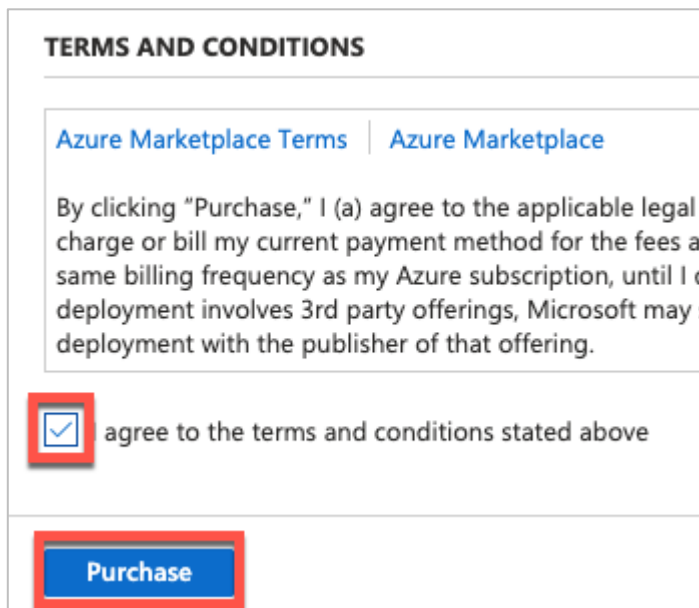 TERMS AND CONDITIONS
Azure Marketplace Terms | Azure Marketplace
By clicking "Purchase," I (a) agree to the applicable legal
charge or bill my current payment method for the fees a
same billing frequency as my Azure subscription, until I
deployment involves 3rd party offerings, Microsoft may
deployment with the publisher of that offering.
agree to the terms and conditions stated above
Purchase